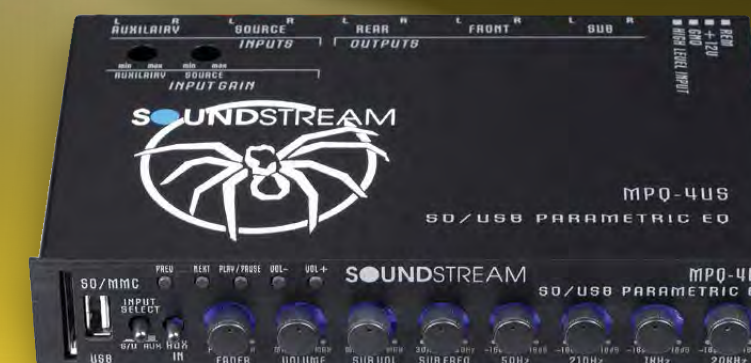 L R L R L R L R L R
AUXILAIRY SOURCE REAR FRONT SUB
INPUTS OUTPUTS
min max min max
AUXILAIRY SOURCE
INPUT GAIN
REM
+12V
GND
HIGH LEVEL INPUT
SOUNDSTREAM
MPQ-4US
SD/USB PARAMETRIC EQ
PREV NEXT PLAY/PAUSE VOL- VOL+
SOUNDSTREAM
SD/MMC
SD/USB PARAMETRIC
INPUT
SELECT
S/U AUX AUX
USB IN FADER VOLUME SUB VOL SUB FREQ 50Hz 210Hz 20KHz